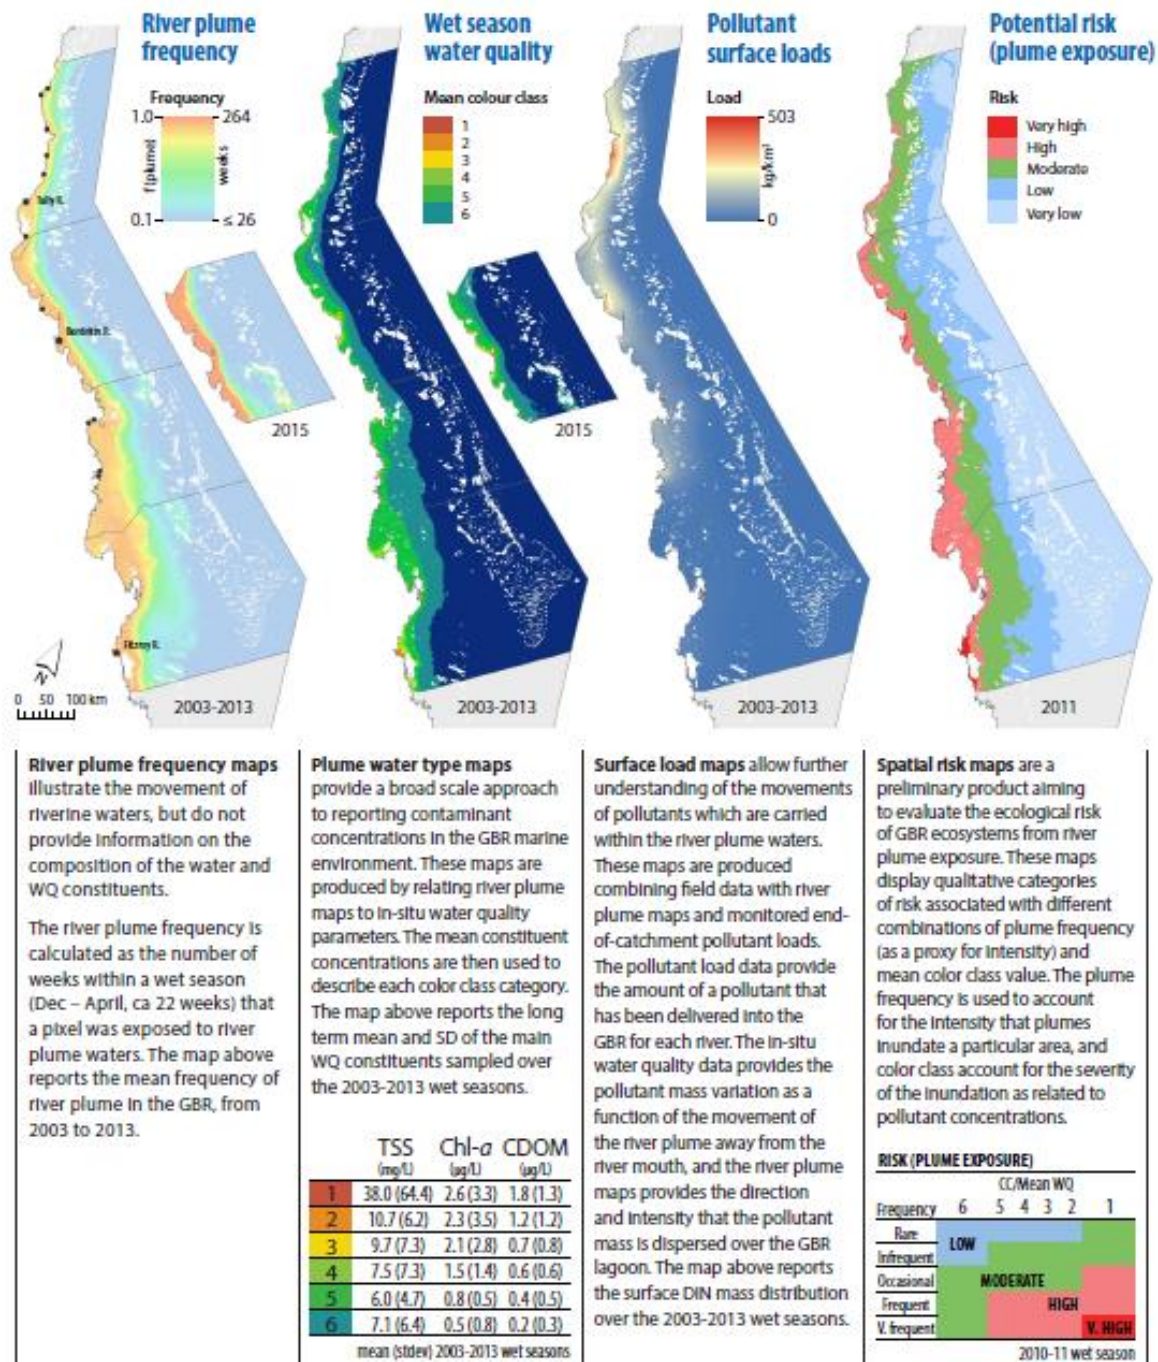 River plume
frequency
Frequency
1.0
264
f(plume)
weeks
0.1
≤ 26
Tully R.
Burdekin R.
Fitzroy R.
2015
N
0 50 100 km
2003-2013
Wet season
water quality
Mean colour class
1
2
3
4
5
6
2015
2003-2013
Pollutant
surface loads
Load
503
kg/km²
0
2003-2013
Potential risk
(plume exposure)
Risk
Very high
High
Moderate
Low
Very low
2011
River plume frequency maps
illustrate the movement of
riverine waters, but do not
provide information on the
composition of the water and
WQ constituents.
The river plume frequency is
calculated as the number of
weeks within a wet season
(Dec – April, ca 22 weeks) that
a pixel was exposed to river
plume waters. The map above
reports the mean frequency of
river plume in the GBR, from
2003 to 2013.
Plume water type maps
provide a broad scale approach
to reporting contaminant
concentrations in the GBR marine
environment. These maps are
produced by relating river plume
maps to in-situ water quality
parameters. The mean constituent
concentrations are then used to
describe each color class category.
The map above reports the long
term mean and SD of the main
WQ constituents sampled over
the 2003-2013 wet seasons.
TSS Chl-a CDOM
(mg/L) (µg/L) (µg/L)
1 38.0 (64.4) 2.6 (3.3) 1.8 (1.3)
2 10.7 (6.2) 2.3 (3.5) 1.2 (1.2)
3 9.7 (7.3) 2.1 (2.8) 0.7 (0.8)
4 7.5 (7.3) 1.5 (1.4) 0.6 (0.6)
5 6.0 (4.7) 0.8 (0.5) 0.4 (0.5)
6 7.1 (6.4) 0.5 (0.8) 0.2 (0.3)
mean (stdev) 2003-2013 wet seasons
Surface load maps allow further
understanding of the movements
of pollutants which are carried
within the river plume waters.
These maps are produced
combining field data with river
plume maps and monitored end-
of-catchment pollutant loads.
The pollutant load data provide
the amount of a pollutant that
has been delivered into the
GBR for each river. The in-situ
water quality data provides the
pollutant mass variation as a
function of the movement of
the river plume away from the
river mouth, and the river plume
maps provides the direction
and intensity that the pollutant
mass is dispersed over the GBR
lagoon. The map above reports
the surface DIN mass distribution
over the 2003-2013 wet seasons.
Spatial risk maps are a
preliminary product aiming
to evaluate the ecological risk
of GBR ecosystems from river
plume exposure. These maps
display qualitative categories
of risk associated with different
combinations of plume frequency
(as a proxy for intensity) and
mean color class value. The plume
frequency is used to account
for the intensity that plumes
inundate a particular area, and
color class account for the severity
of the inundation as related to
pollutant concentrations.
RISK (PLUME EXPOSURE)
CC/Mean WQ
Frequency 6 5 4 3 2 1
Rare
LOW
Infrequent
Occasional MODERATE
Frequent HIGH
V. frequent V. HIGH
2010-11 wet season